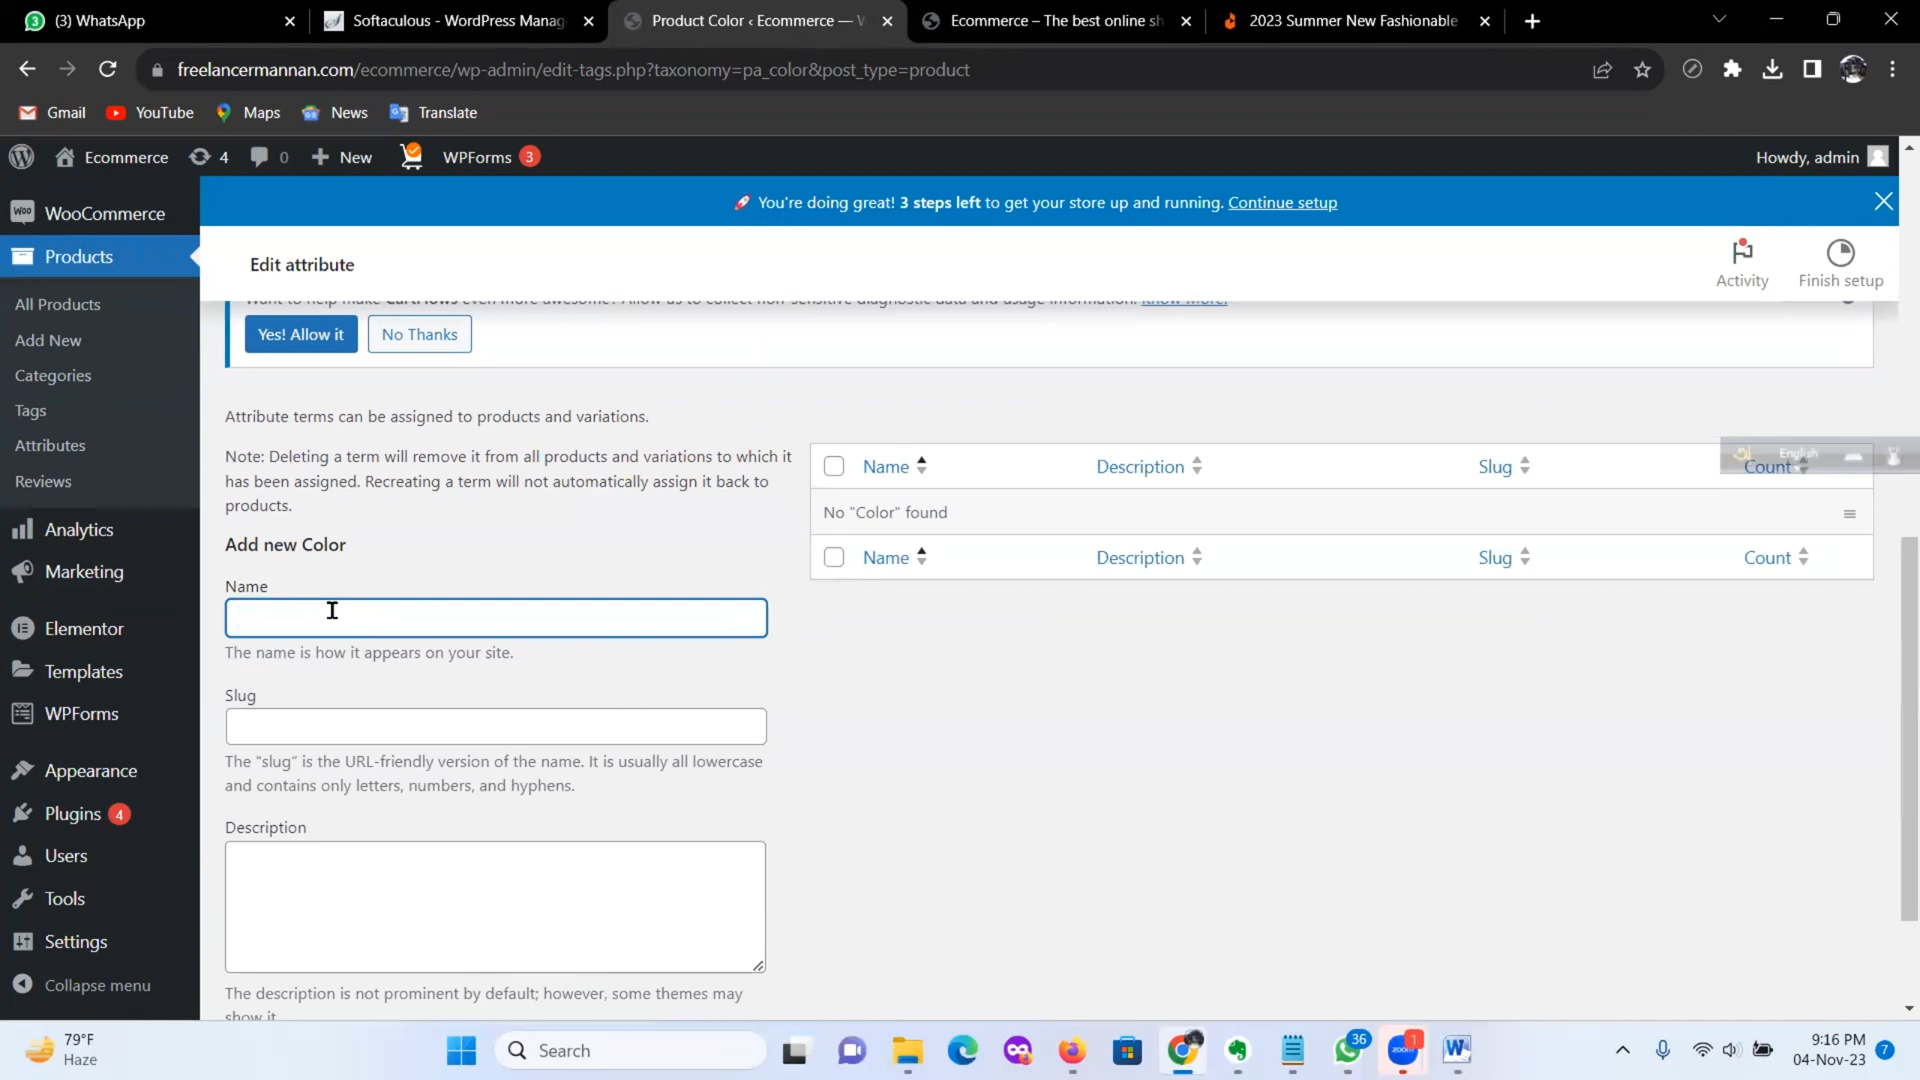 (3) WhatsApp
Softaculous - WordPress Manag
Product Color ‹ Ecommerce — W
Ecommerce – The best online sh
2023 Summer New Fashionable
freelancermannan.com/ecommerce/wp-admin/edit-tags.php?taxonomy=pa_color&post_type=product
Gmail
YouTube
Maps
News
Translate
Ecommerce
4
0
New
WPForms 3
Howdy, admin
WooCommerce
Products
All Products
Add New
Categories
Tags
Attributes
Reviews
Analytics
Marketing
Elementor
Templates
WPForms
Appearance
Plugins 4
Users
Tools
Settings
Collapse menu
You're doing great! 3 steps left to get your store up and running. Continue setup
Edit attribute
Activity
Finish setup
Want to help make CartFlows even more awesome? Allow us to collect non-sensitive diagnostic data and usage information. Know More.
Yes! Allow it
No Thanks
Attribute terms can be assigned to products and variations.
Note: Deleting a term will remove it from all products and variations to which it
has been assigned. Recreating a term will not automatically assign it back to
products.
Add new Color
Name
The name is how it appears on your site.
Slug
The “slug” is the URL-friendly version of the name. It is usually all lowercase
and contains only letters, numbers, and hyphens.
Description
The description is not prominent by default; however, some themes may
show it.
Name
Description
Slug
Count
English
No “Color” found
Name
Description
Slug
Count
79°F
Haze
Search
36
zoom
1
9:16 PM
04-Nov-23
7